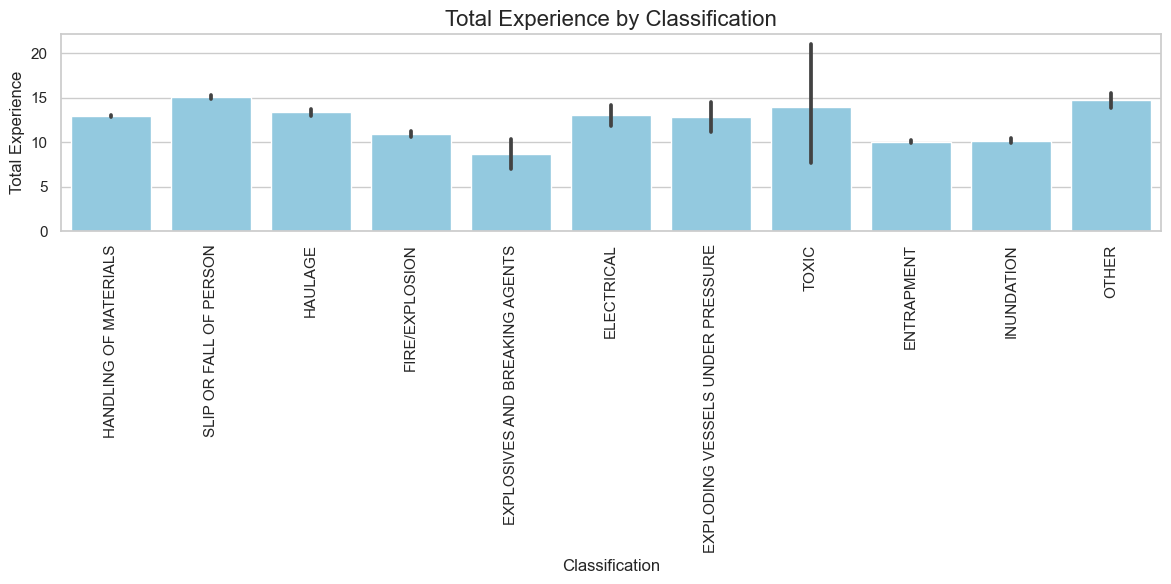 Total Experience by Classification
Total Experience
20
15
10
5
0
HANDLING OF MATERIALS
SLIP OR FALL OF PERSON
HAULAGE
FIRE/EXPLOSION
EXPLOSIVES AND BREAKING AGENTS
ELECTRICAL
EXPLODING VESSELS UNDER PRESSURE
TOXIC
ENTRAPMENT
INUNDATION
OTHER
Classification